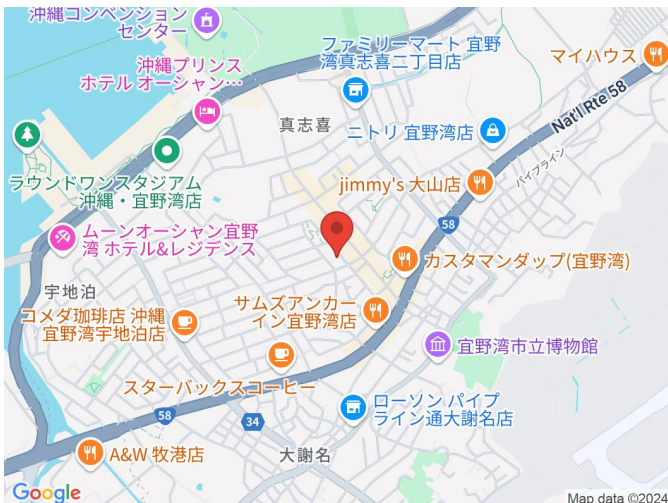 沖縄コンベンション
センター
沖縄プリンス
ホテル オーシャン…
ファミリーマート 宜野
湾真志喜二丁目店
マイハウス
真志喜
ニトリ 宜野湾店
Nat'l Rte 58
パイプライン
jimmy's 大山店
ラウンドワンスタジアム
沖縄・宜野湾店
58
ムーンオーシャン宜野
湾 ホテル&レジデンス
カスタマンダップ(宜野湾)
宇地泊
コメダ珈琲店 沖縄
宜野湾宇地泊店
サムズアンカー
イン宜野湾店
宜野湾市立博物館
スターバックスコーヒー
ローソン パイプ
ライン通大謝名店
58
34
A&W 牧港店
大謝名
Google
Map data ©2024